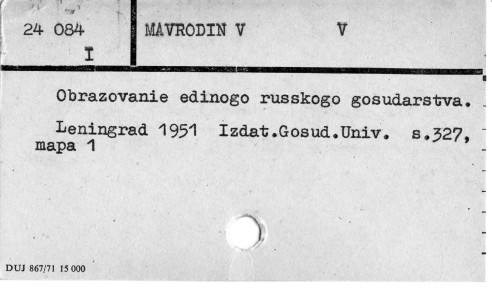 24 084 MAVRODIN V V
I
Obrazovanie edinogo russkogo gosudarstva.
Leningrad 1951 Izdat.Gosud.Univ. s.327,
mapa 1
DUJ 867/71 15 000